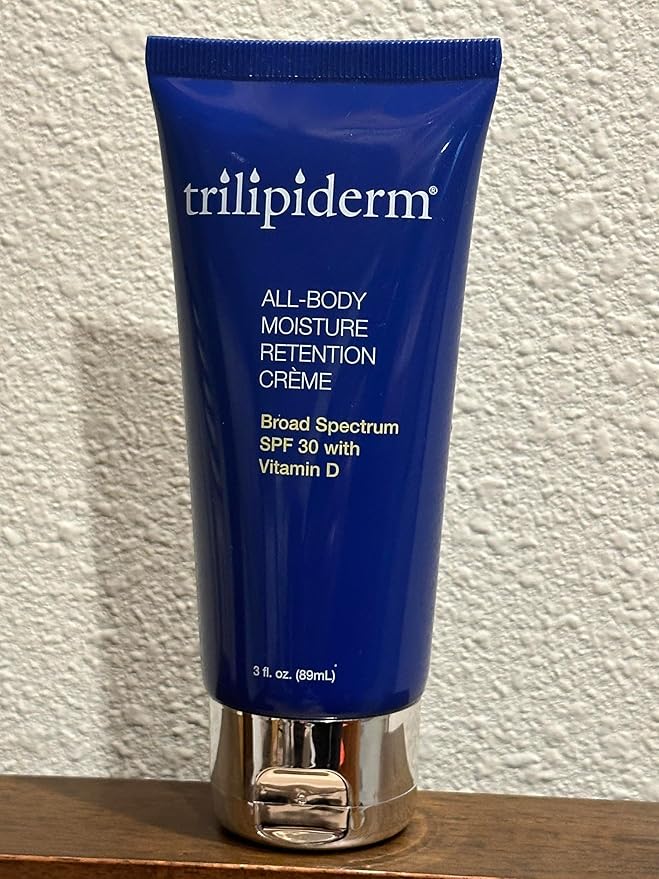 trilipiderm®
ALL-BODY
MOISTURE
RETENTION
CRÈME
Broad Spectrum
SPF 30 with
Vitamin D
3 fl. oz. (89mL)